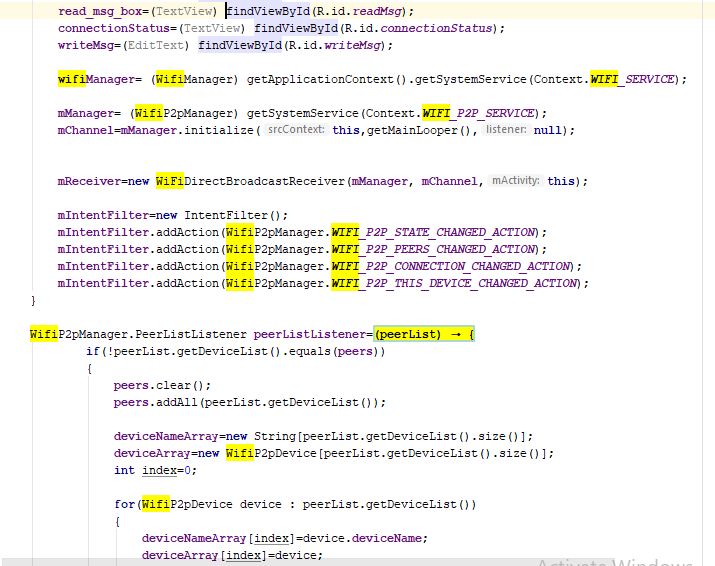 read_msg_box=(TextView) findViewById(R.id.readMsg);
connectionStatus=(TextView) findViewById(R.id.connectionStatus);
writeMsg=(EditText) findViewById(R.id.writeMsg);
wifiManager= (WifiManager) getApplicationContext().getSystemService(Context.WIFI_SERVICE);
mManager= (WifiP2pManager) getSystemService(Context.WIFI_P2P_SERVICE);
mChannel=mManager.initialize( srcContext: this,getMainLooper(), listener: null);
mReceiver=new WiFiDirectBroadcastReceiver(mManager, mChannel, mActivity: this);
mIntentFilter=new IntentFilter();
mIntentFilter.addAction(WifiP2pManager.WIFI_P2P_STATE_CHANGED_ACTION);
mIntentFilter.addAction(WifiP2pManager.WIFI_P2P_PEERS_CHANGED_ACTION);
mIntentFilter.addAction(WifiP2pManager.WIFI_P2P_CONNECTION_CHANGED_ACTION);
mIntentFilter.addAction(WifiP2pManager.WIFI_P2P_THIS_DEVICE_CHANGED_ACTION);
}
WifiP2pManager.PeerListListener peerListListener=(peerList) → {
if(!peerList.getDeviceList().equals(peers))
{
peers.clear();
peers.addAll(peerList.getDeviceList());
deviceNameArray=new String[peerList.getDeviceList().size()];
deviceArray=new WifiP2pDevice[peerList.getDeviceList().size()];
int index=0;
for(WifiP2pDevice device : peerList.getDeviceList())
{
deviceNameArray[index]=device.deviceName;
deviceArray[index]=device;
Activate Windows